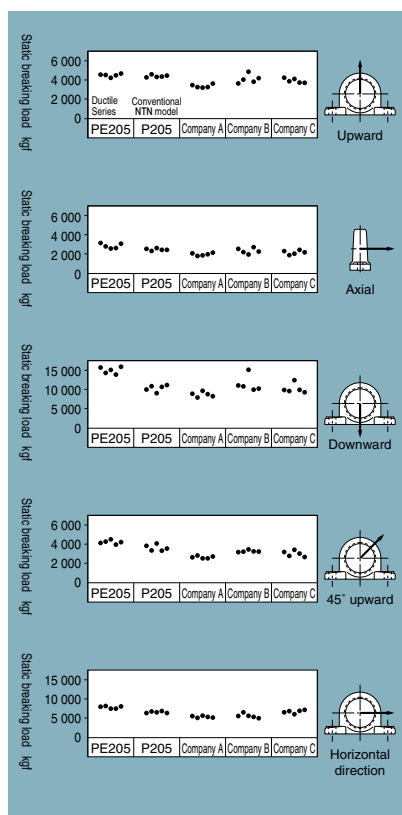 Static breaking load kgf
6 000
4 000
2 000
0
Ductile Series
Conventional NTN model
PE205 P205 Company A Company B Company C
Upward
Static breaking load kgf
6 000
4 000
2 000
0
PE205 P205 Company A Company B Company C
Axial
Static breaking load kgf
15 000
10 000
5 000
0
PE205 P205 Company A Company B Company C
Downward
Static breaking load kgf
6 000
4 000
2 000
0
PE205 P205 Company A Company B Company C
45˚ upward
Static breaking load kgf
15 000
10 000
5 000
0
PE205 P205 Company A Company B Company C
Horizontal
direction